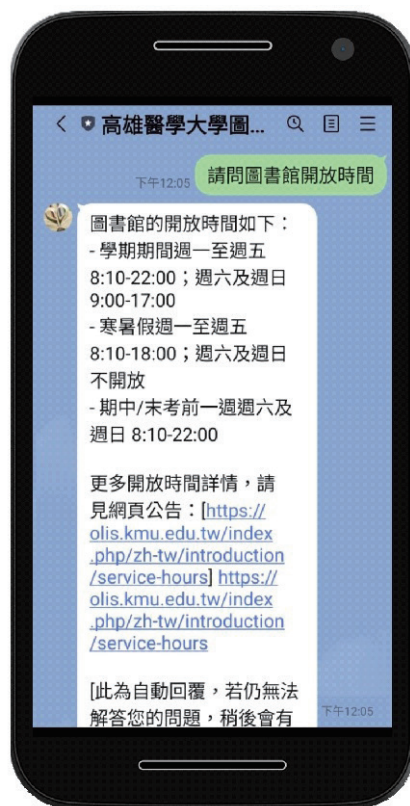 高雄醫學大學圖...
請問圖書館開放時間
下午12:05
圖書館的開放時間如下：
- 學期期間週一至週五
8:10-22:00；週六及週日
9:00-17:00
- 寒暑假週一至週五
8:10-18:00；週六及週日
不開放
- 期中/末考前一週週六及
週日 8:10-22:00
更多開放時間詳情，請
見網頁公告：[https://
olis.kmu.edu.tw/index
.php/zh-tw/introduction
/service-hours] https://
olis.kmu.edu.tw/index
.php/zh-tw/introduction
/service-hours
[此為自動回覆，若仍無法
解答您的問題，稍後會有
下午12:05